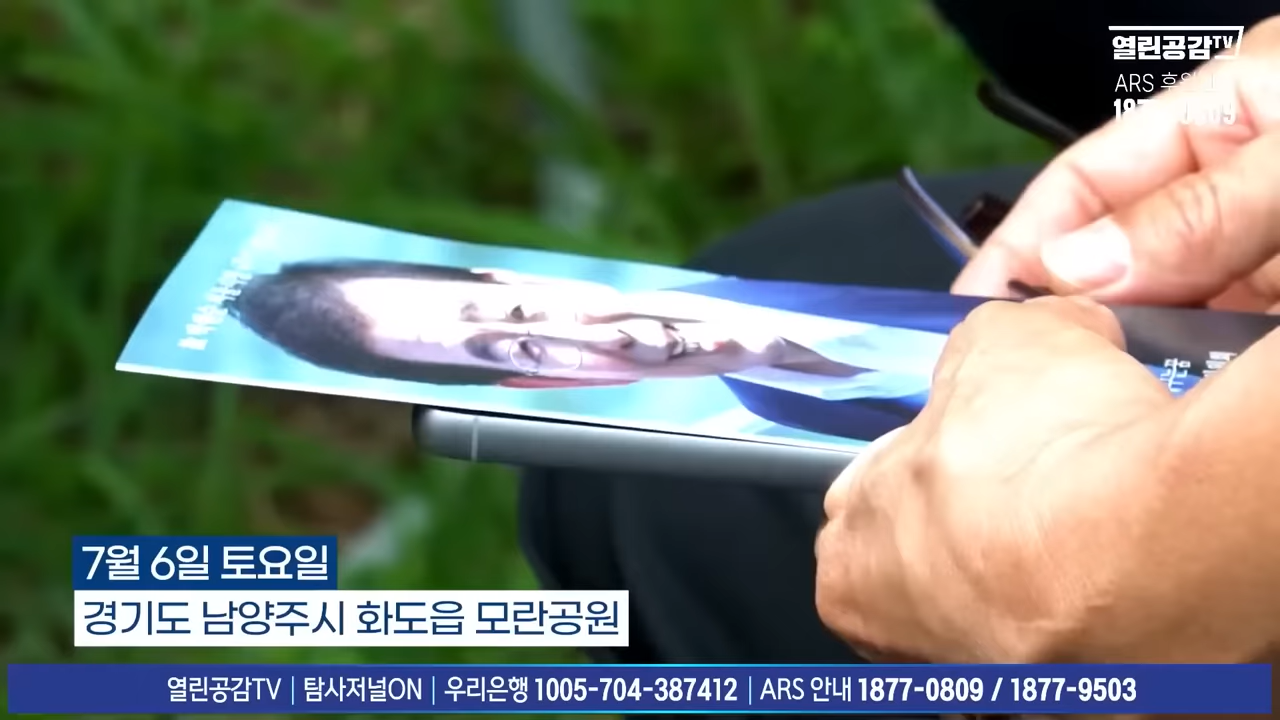 열린공감TV
ARS
7월 6일 토요일
경기도 남양주시 화도읍 모란공원
열린공감TV | 탐사저널ON | 우리은행 1005-704-387412 | ARS 안내 1877-0809 / 1877-9503